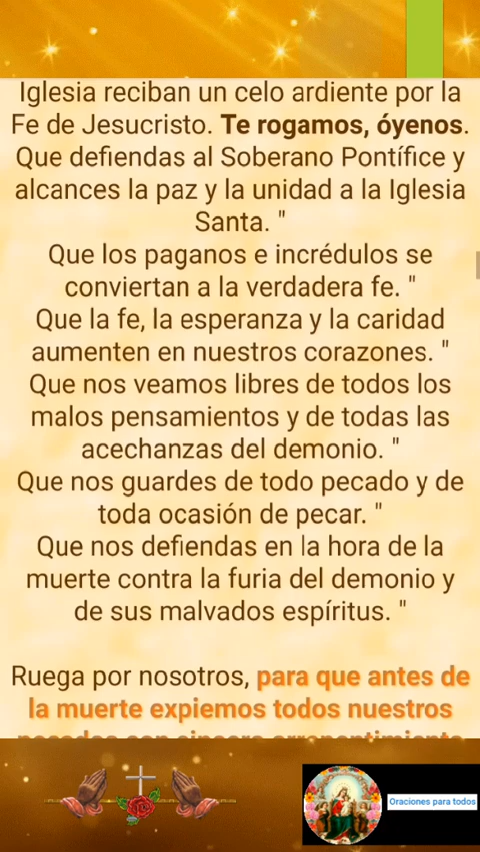 Iglesia reciban un celo ardiente por la
Fe de Jesucristo. Te rogamos, óyenos.
Que defiendas al Soberano Pontífice y
alcances la paz y la unidad a la Iglesia
Santa. "
Que los paganos e incrédulos se
conviertan a la verdadera fe. "
Que la fe, la esperanza y la caridad
aumenten en nuestros corazones. "
Que nos veamos libres de todos los
malos pensamientos y de todas las
acechanzas del demonio. "
Que nos guardes de todo pecado y de
toda ocasión de pecar. "
Que nos defiendas en la hora de la
muerte contra la furia del demonio y
de sus malvados espíritus. "
Ruega por nosotros, para que antes de
la muerte expiemos todos nuestros
Oraciones para todos